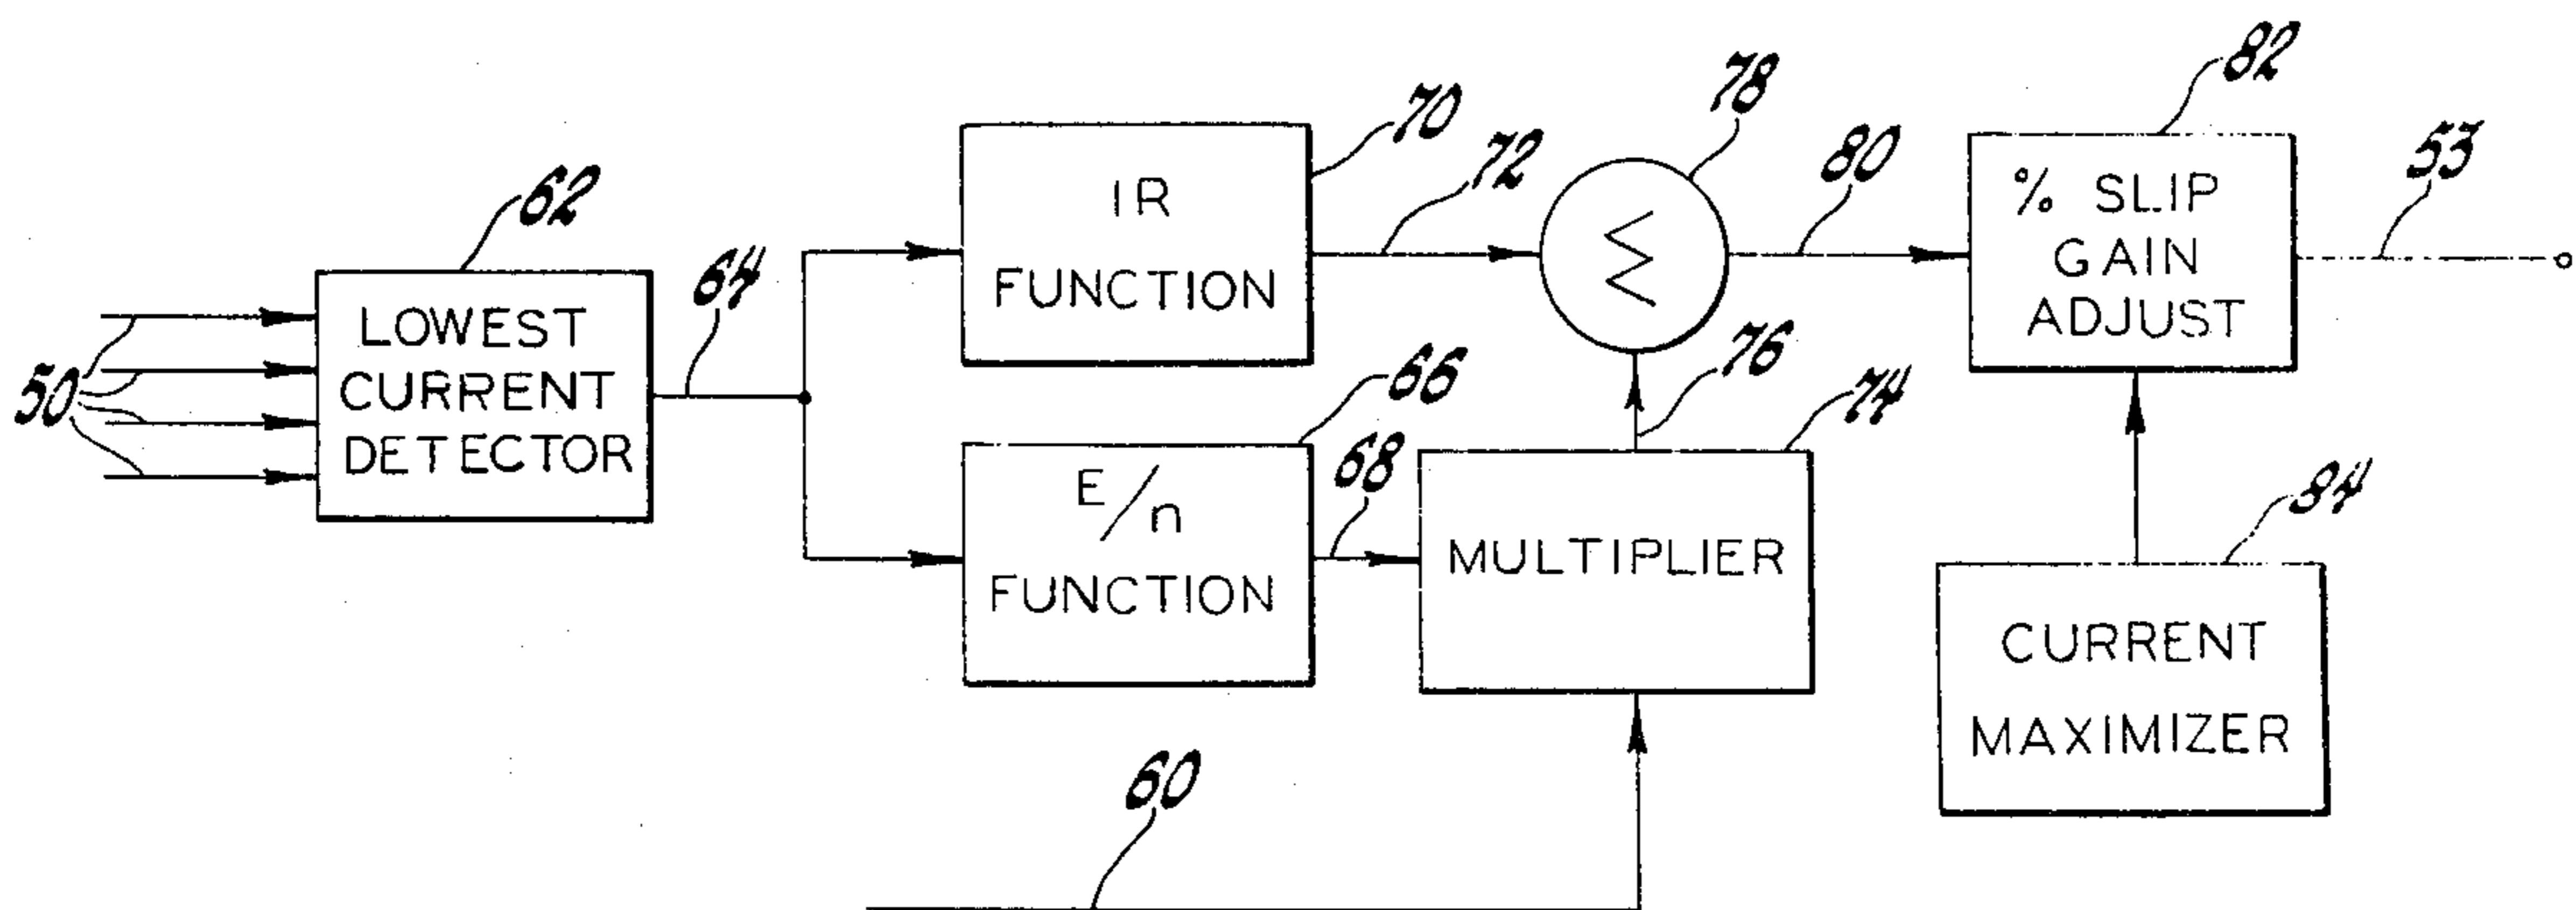 50
62
LOWEST
CURRENT
DETECTOR
64
70
IR
FUNCTION
72
66
E/n
FUNCTION
68
78
Σ
76
74
MULTIPLIER
60
80
82
% SLIP
GAIN
ADJUST
53
84
CURRENT
MAXIMIZER